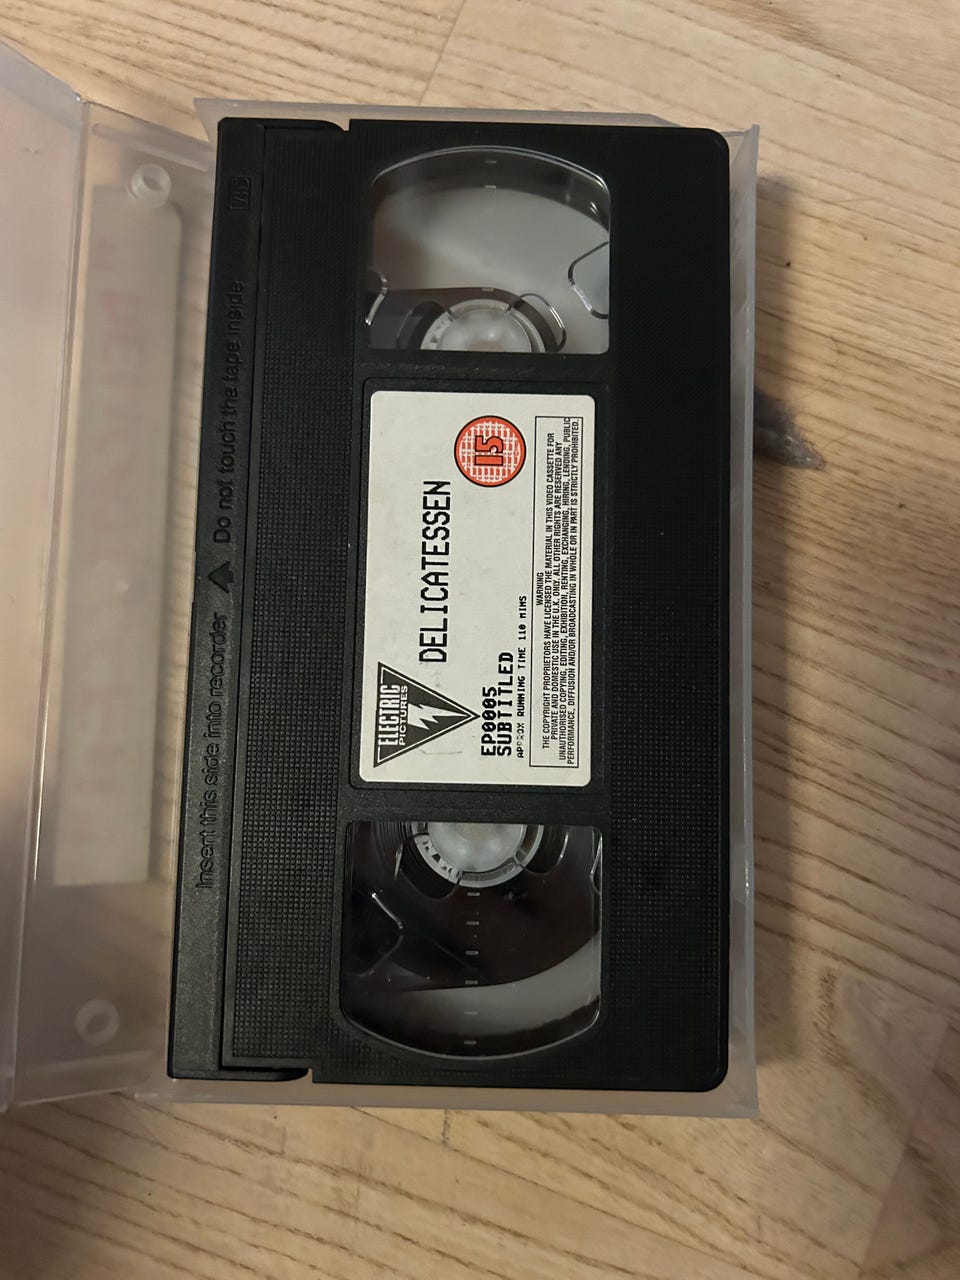 VHS
Insert this side into recorder Do not touch the tape inside
ELECTRIC
PICTURES
DELICATESSEN
15
EP0005
SUBTITLED
APPROX RUNNING TIME 110 MINS
WARNING
THE COPYRIGHT PROPRIETORS HAVE LICENSED THE MATERIAL IN THIS VIDEO CASSETTE FOR
PRIVATE AND DOMESTIC USE IN THE U.K. ONLY. ALL OTHER RIGHTS ARE RESERVED ANY
UNAUTHORISED COPYING, EDITING, EXHIBITION, RENTING, EXCHANGING, HIRING, LENDING, PUBLIC
PERFORMANCE, DIFFUSION AND/OR BROADCASTING IN WHOLE OR IN PART IS STRICTLY PROHIBITED.